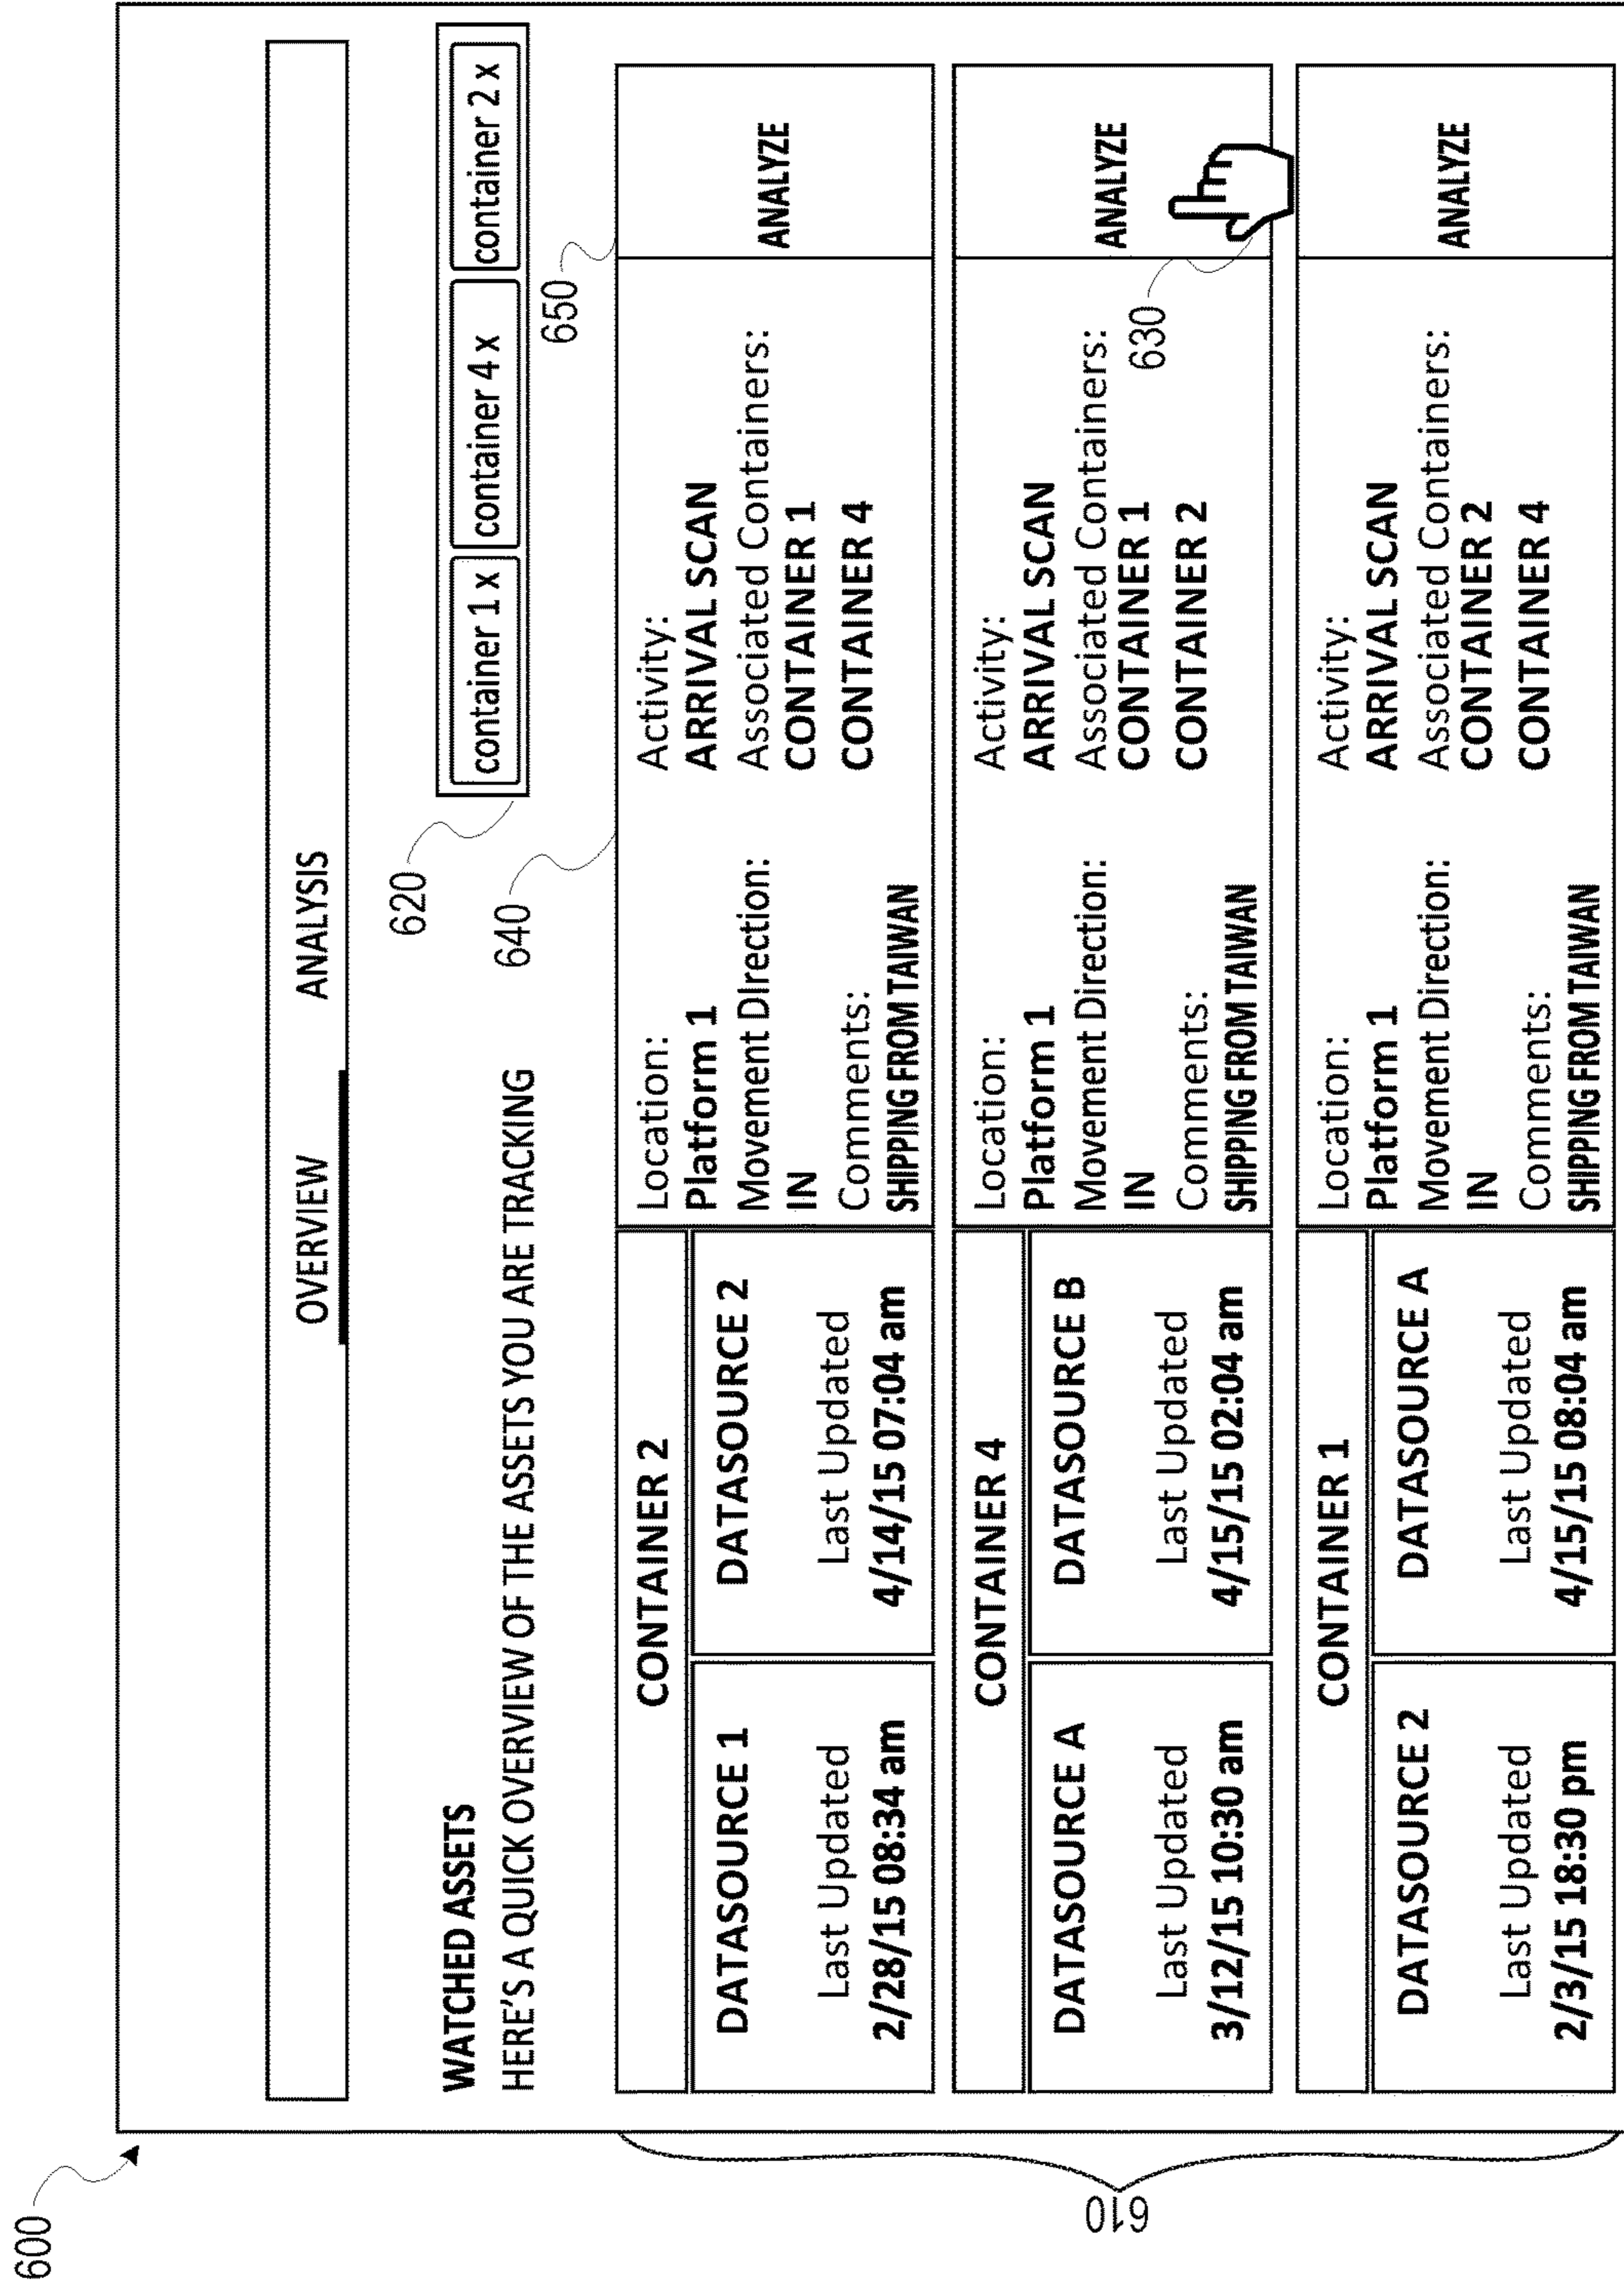 600
OVERVIEW ANALYSIS
WATCHED ASSETS
HERE'S A QUICK OVERVIEW OF THE ASSETS YOU ARE TRACKING
620
container 1 x container 4 x container 2 x
640
650
610
CONTAINER 2
DATASOURCE 1
Last Updated
2/28/15 08:34 am
DATASOURCE 2
Last Updated
4/14/15 07:04 am
Location:
Platform 1
Movement DIrection:
IN
Comments:
SHIPPING FROM TAIWAN
Activity:
ARRIVAL SCAN
Associated Containers:
CONTAINER 1
CONTAINER 4
ANALYZE
CONTAINER 4
DATASOURCE A
Last Updated
3/12/15 10:30 am
DATASOURCE B
Last Updated
4/15/15 02:04 am
Location:
Platform 1
Movement Direction:
IN
Comments:
SHIPPING FROM TAIWAN
Activity:
ARRIVAL SCAN
Associated Containers:
CONTAINER 1
CONTAINER 2
ANALYZE
630
CONTAINER 1
DATASOURCE 2
Last Updated
2/3/15 18:30 pm
DATASOURCE A
Last Updated
4/15/15 08:04 am
Location:
Platform 1
Movement Direction:
IN
Comments:
SHIPPING FROM TAIWAN
Activity:
ARRIVAL SCAN
Associated Containers:
CONTAINER 2
CONTAINER 4
ANALYZE